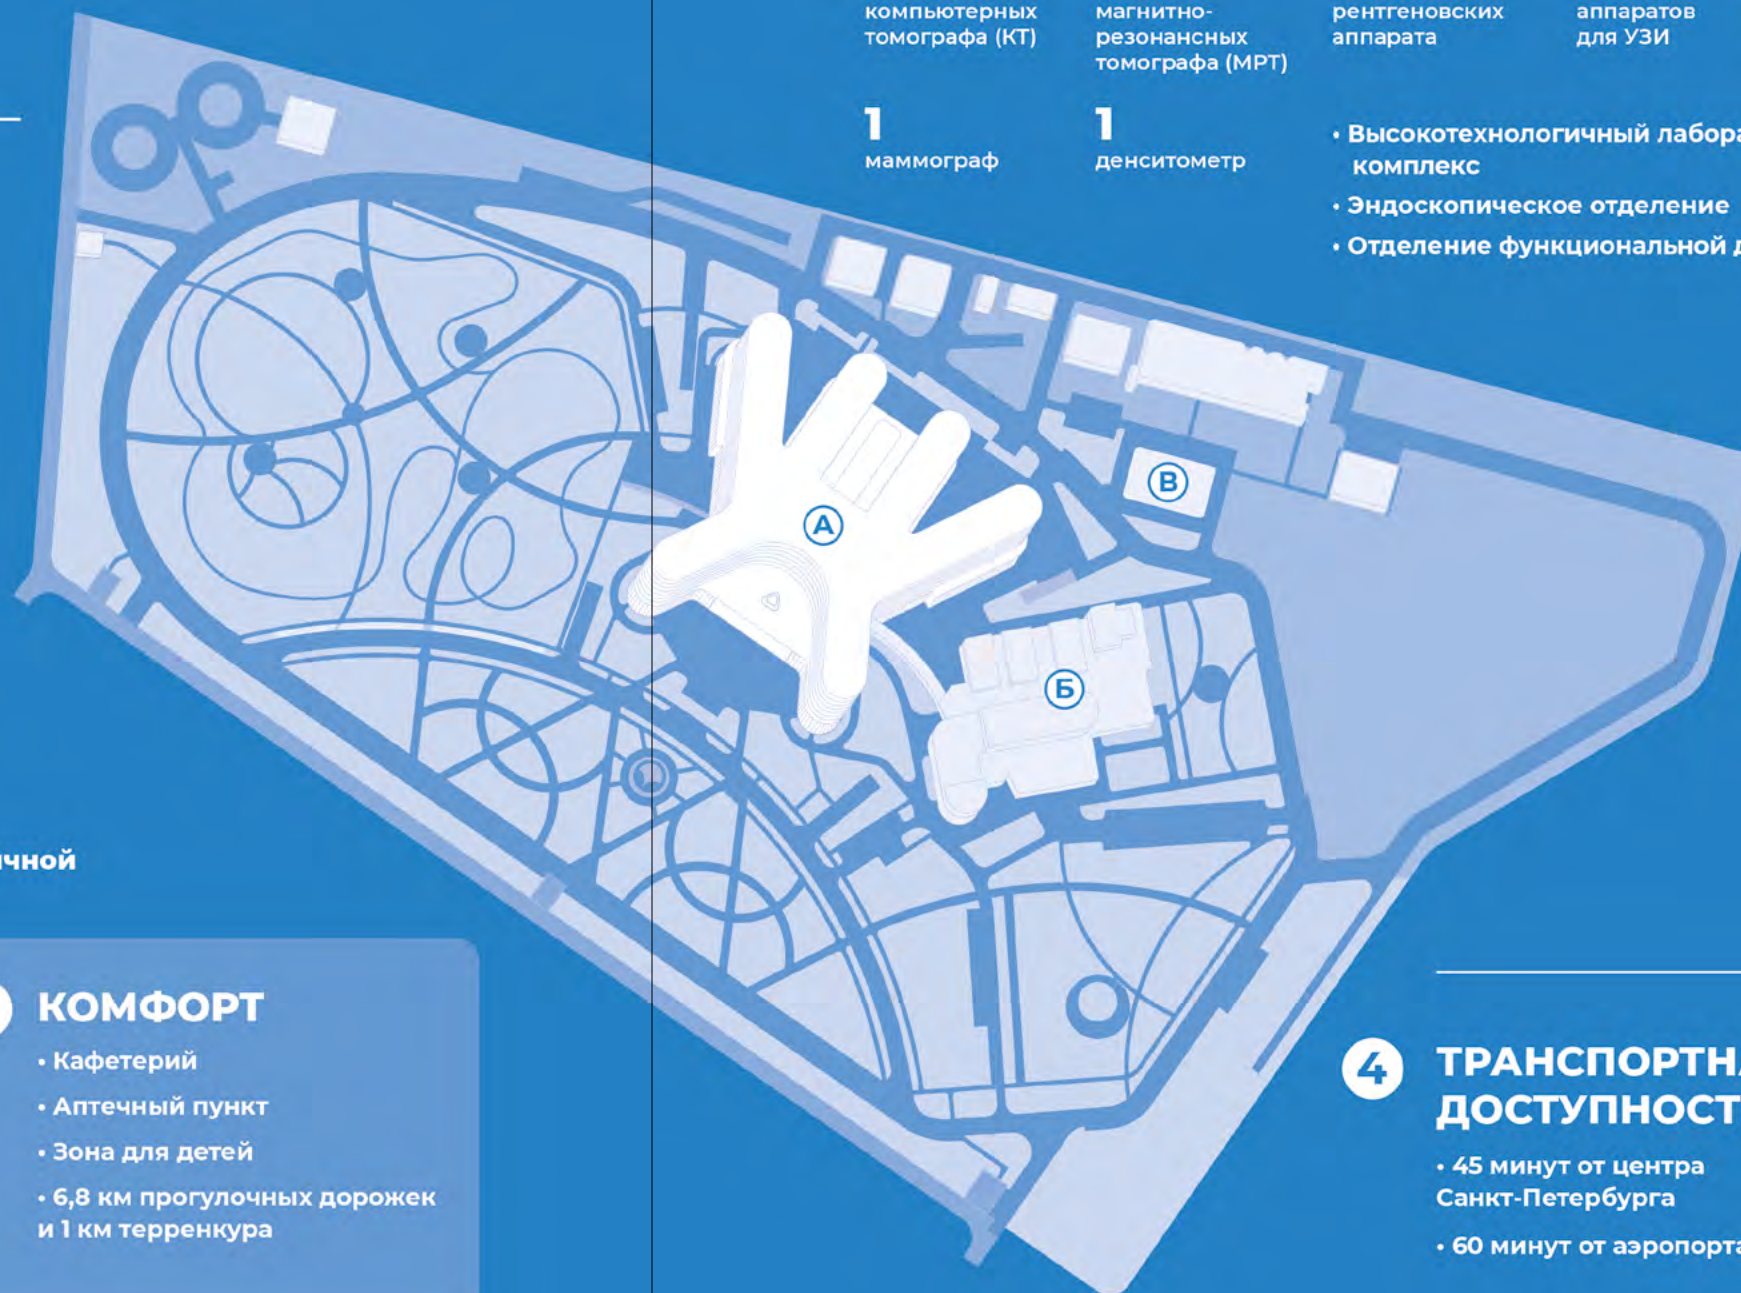 компьютерных
томографа (КТ)
магнитно-
резонансных
томографа (МРТ)
рентгеновских
аппарата
аппаратов
для УЗИ
1
маммограф
1
денситометр
• Высокотехнологичный лабора
комплекс
• Эндоскопическое отделение
• Отделение функциональной д
А
Б
В
чной
КОМФОРТ
• Кафетерий
• Аптечный пункт
• Зона для детей
• 6,8 км прогулочных дорожек
и 1 км терренкура
4
ТРАНСПОРТНА
ДОСТУПНОСТ
• 45 минут от центра
Санкт-Петербурга
• 60 минут от аэропорта